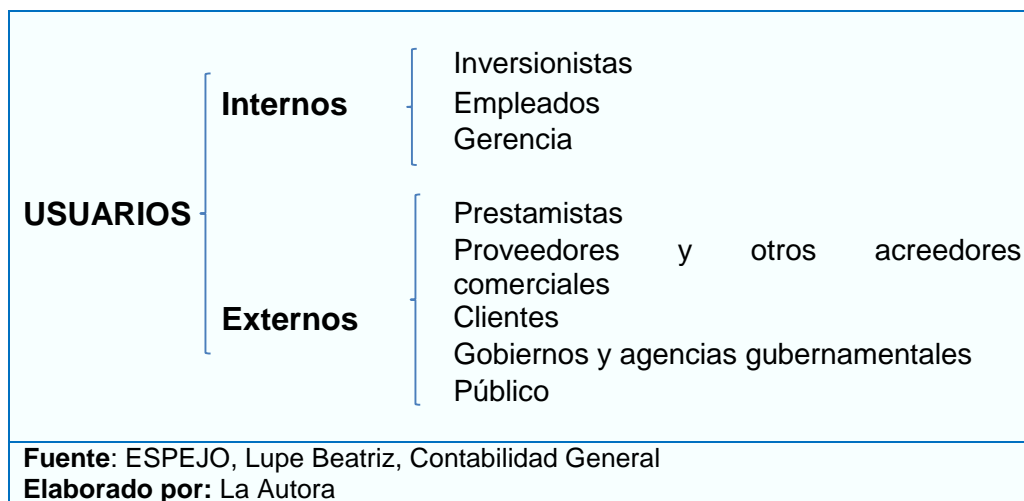 USUARIOS
Internos
Inversionistas
Empleados
Gerencia
Externos
Prestamistas
Proveedores y otros acreedores
comerciales
Clientes
Gobiernos y agencias gubernamentales
Público
Fuente: ESPEJO, Lupe Beatriz, Contabilidad General
Elaborado por: La Autora